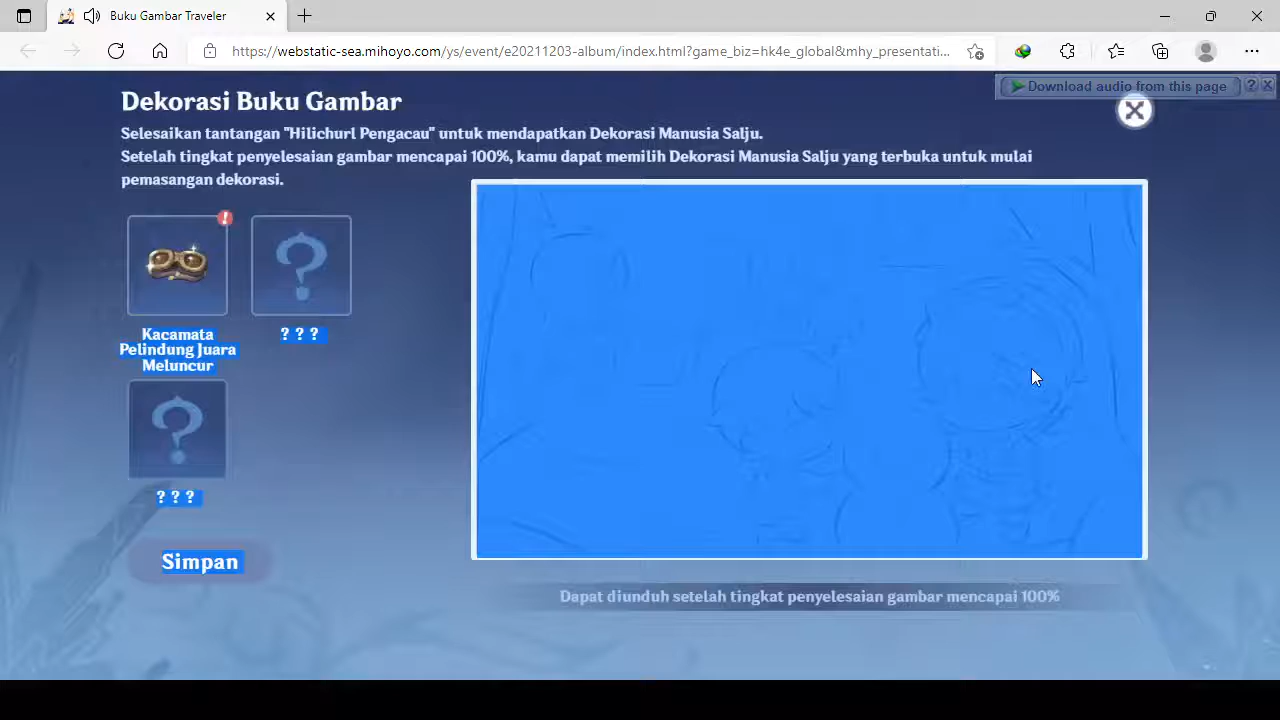 Buku Gambar Traveler
https://webstatic-sea.mihoyo.com/ys/event/e20211203-album/index.html?game_biz=hk4e_global&mhy_presentati...
Download audio from this page
Dekorasi Buku Gambar
Selesaikan tantangan "Hilichurl Pengacau" untuk mendapatkan Dekorasi Manusia Salju.
Setelah tingkat penyelesaian gambar mencapai 100%, kamu dapat memilih Dekorasi Manusia Salju yang terbuka untuk mulai
pemasangan dekorasi.
Kacamata
Pelindung Juara
Meluncur
? ? ?
? ? ?
Simpan
Dapat diunduh setelah tingkat penyelesaian gambar mencapai 100%